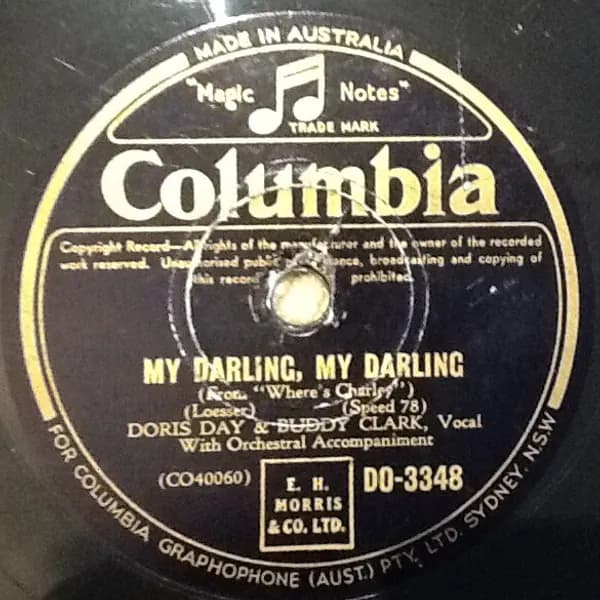 MADE IN AUSTRALIA
"Magic Notes"
TRADE MARK
Columbia
Copyright Record—All rights of the manufacturer and the owner of the recorded
work reserved. Unauthorised public performance, broadcasting and copying of
this record prohibited.
MY DARLING, MY DARLING
(From "Where's Charley")
(Loesser) (Speed 78)
DORIS DAY & BUDDY CLARK, Vocal
With Orchestral Accompaniment
(CO40060)
E. H.
MORRIS
& CO. LTD.
DO-3348
FOR COLUMBIA GRAPHOPHONE (AUST.) PTY. LTD. SYDNEY. N.S.W